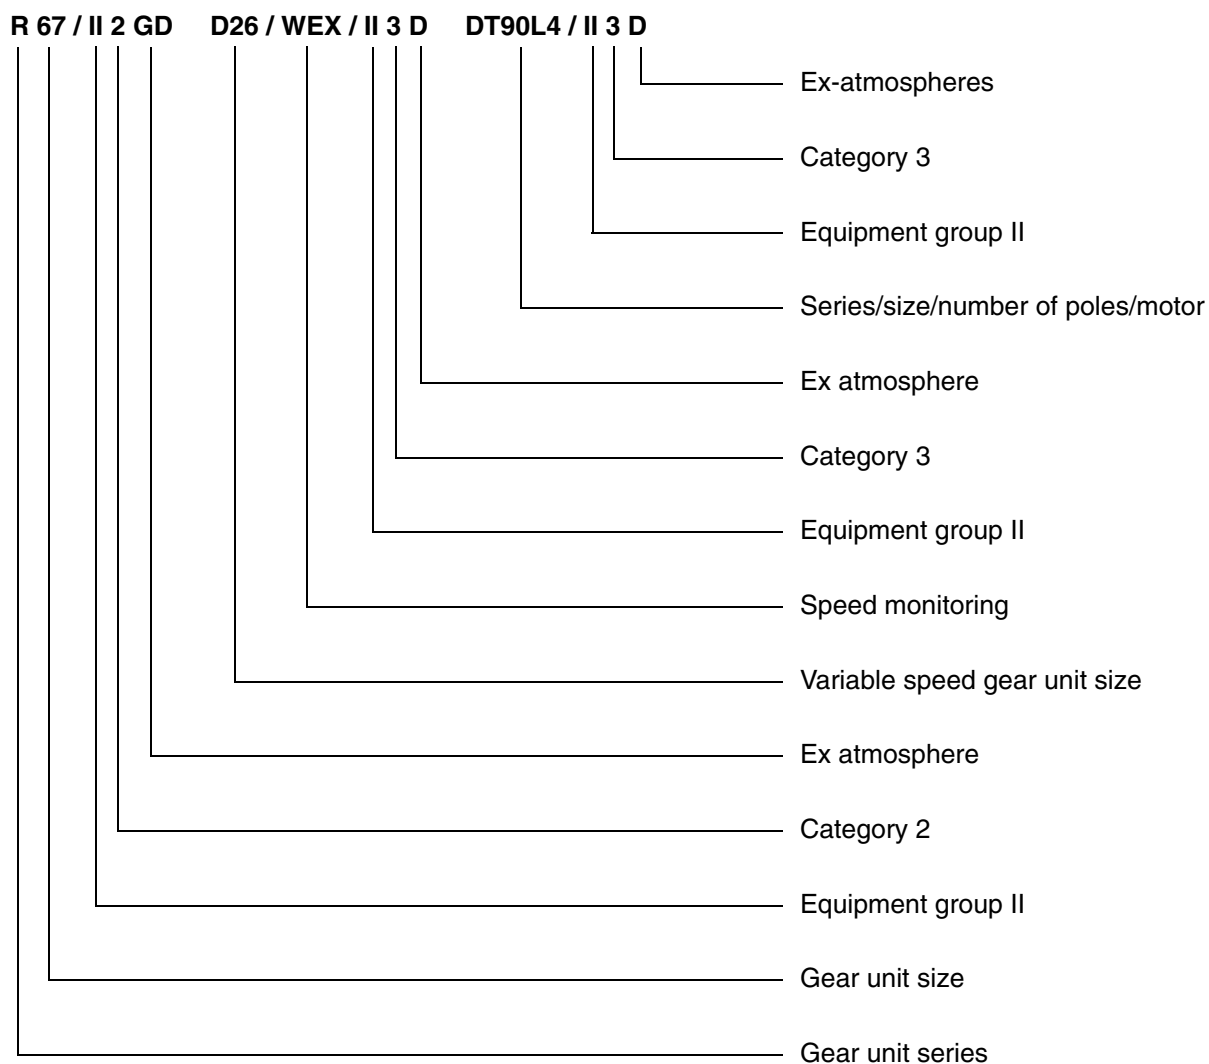 R 67 / II 2 GD D26 / WEX / II 3 D DT90L4 / II 3 D
Ex-atmospheres
Category 3
Equipment group II
Series/size/number of poles/motor
Ex atmosphere
Category 3
Equipment group II
Speed monitoring
Variable speed gear unit size
Ex atmosphere
Category 2
Equipment group II
Gear unit size
Gear unit series